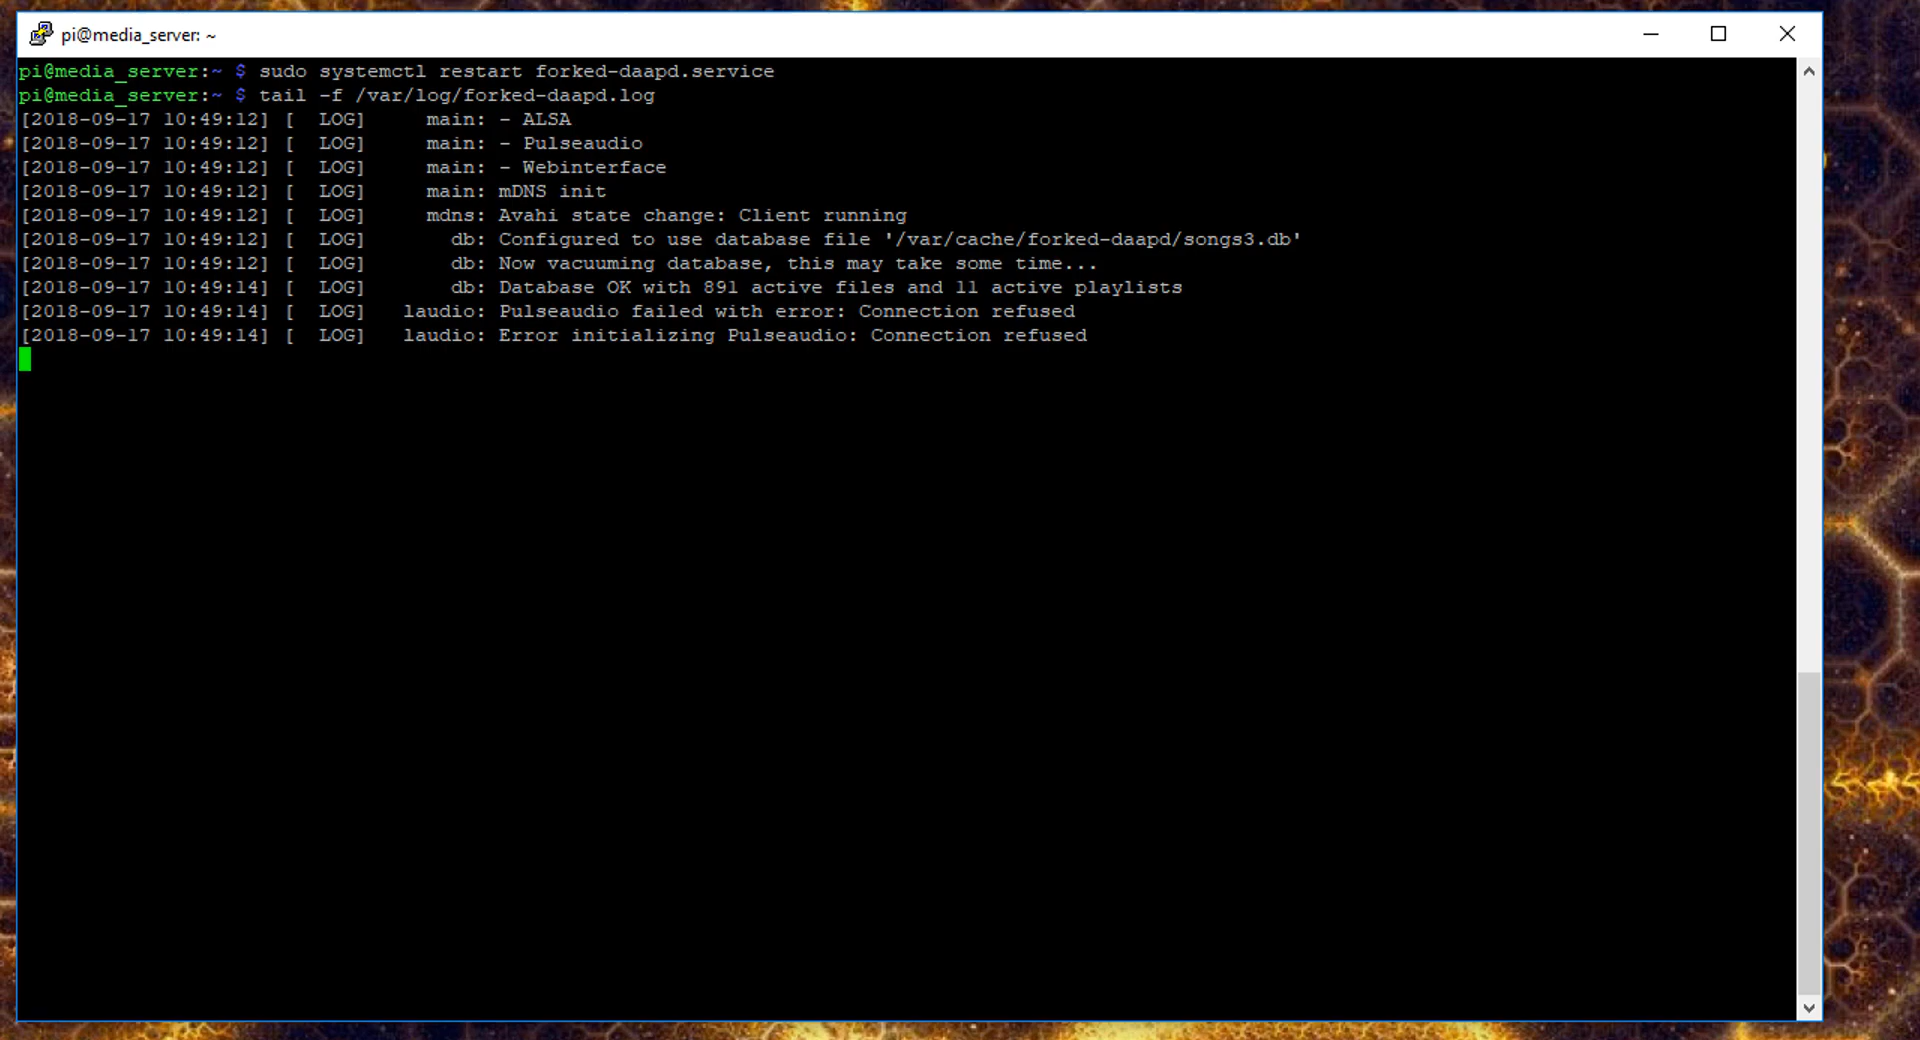 pi@media_server: ~
pi@media_server:~ $ sudo systemctl restart forked-daapd.service
pi@media_server:~ $ tail -f /var/log/forked-daapd.log
[2018-09-17 10:49:12] [  LOG]     main: - ALSA
[2018-09-17 10:49:12] [  LOG]     main: - Pulseaudio
[2018-09-17 10:49:12] [  LOG]     main: - Webinterface
[2018-09-17 10:49:12] [  LOG]     main: mDNS init
[2018-09-17 10:49:12] [  LOG]     mdns: Avahi state change: Client running
[2018-09-17 10:49:12] [  LOG]       db: Configured to use database file '/var/cache/forked-daapd/songs3.db'
[2018-09-17 10:49:12] [  LOG]       db: Now vacuuming database, this may take some time...
[2018-09-17 10:49:14] [  LOG]       db: Database OK with 891 active files and 11 active playlists
[2018-09-17 10:49:14] [  LOG]   laudio: Pulseaudio failed with error: Connection refused
[2018-09-17 10:49:14] [  LOG]   laudio: Error initializing Pulseaudio: Connection refused